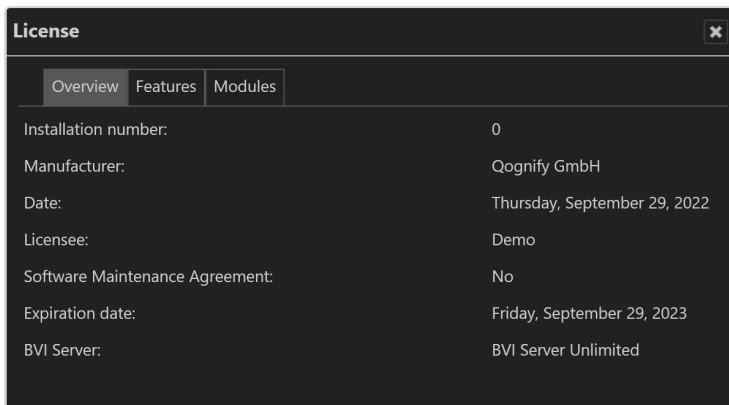 License
Overview Features Modules
Installation number: 0
Manufacturer: Qognify GmbH
Date: Thursday, September 29, 2022
Licensee: Demo
Software Maintenance Agreement: No
Expiration date: Friday, September 29, 2023
BVI Server: BVI Server Unlimited